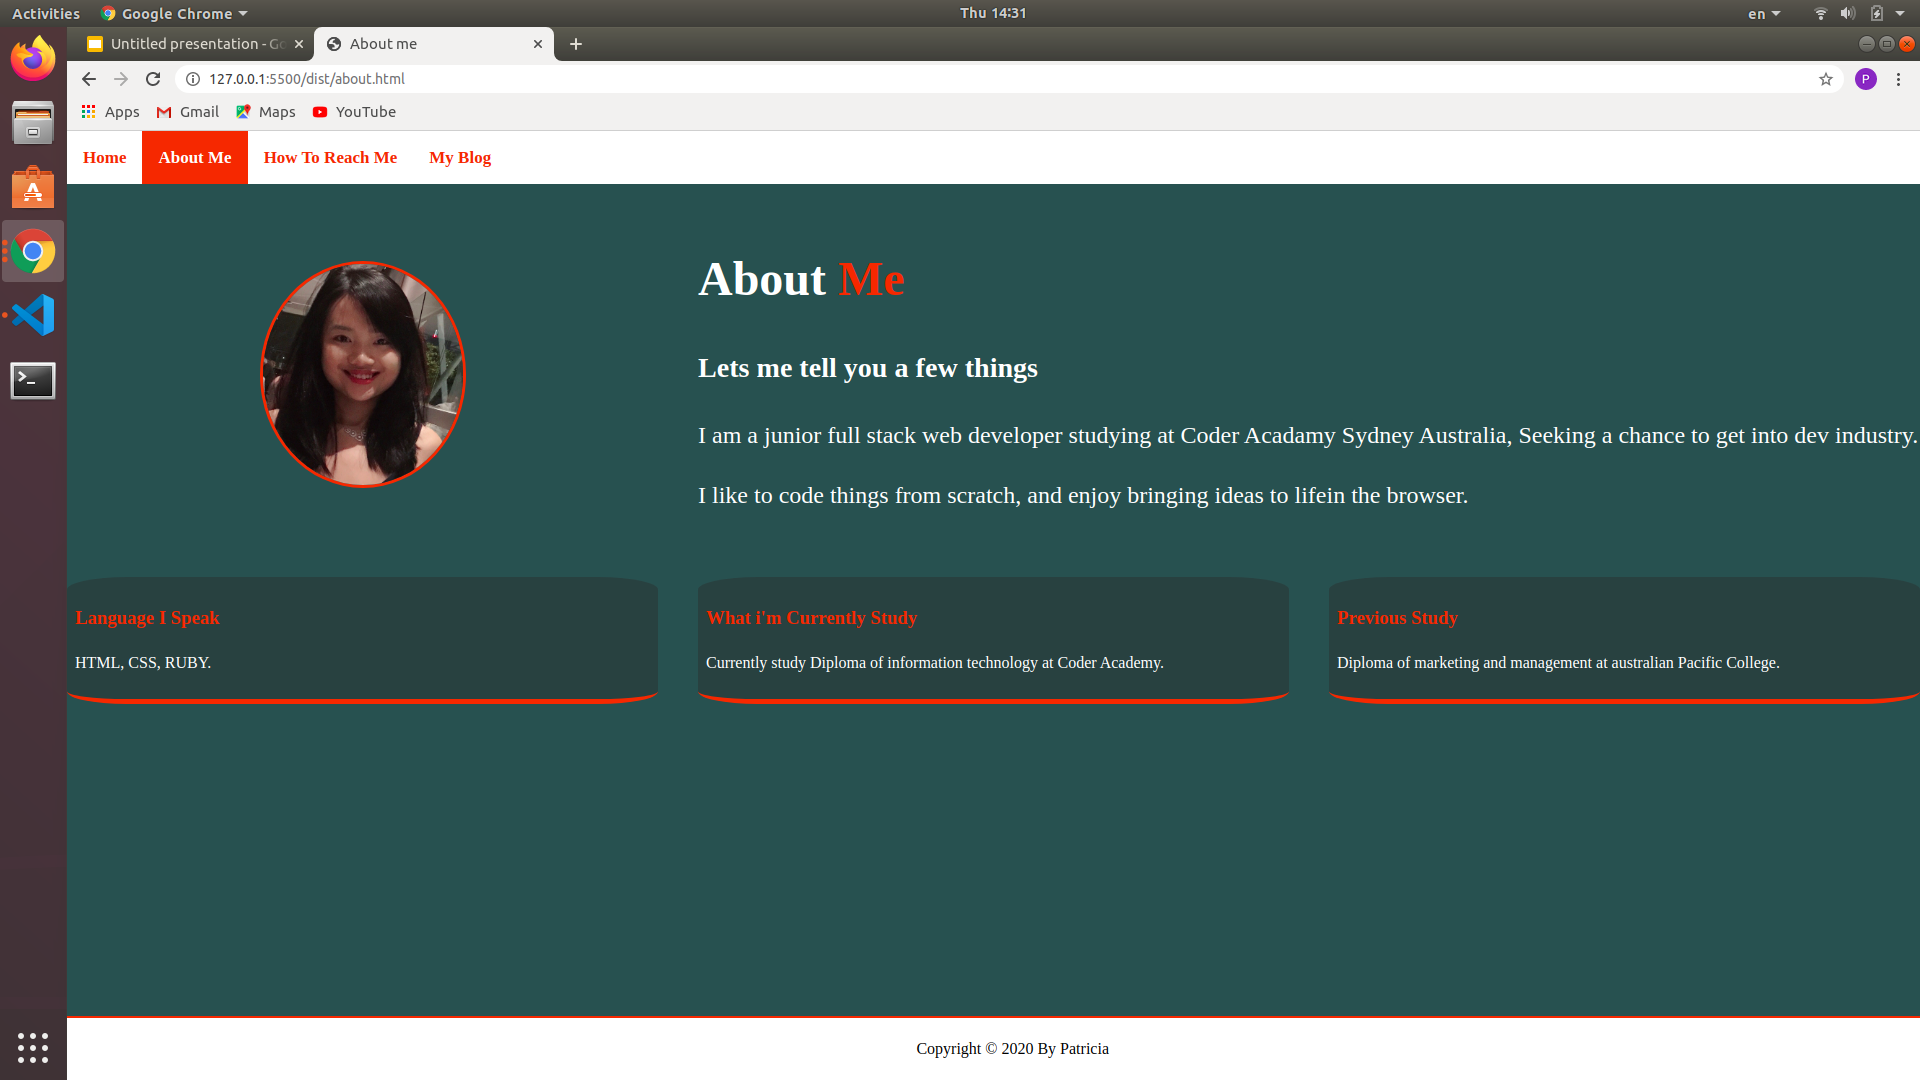 Activities Google Chrome Thu 14:31 en
Untitled presentation - Go About me
127.0.0.1:5500/dist/about.html P
Apps Gmail Maps YouTube
Home About Me How To Reach Me My Blog
About Me
Lets me tell you a few things
I am a junior full stack web developer studying at Coder Acadamy Sydney Australia, Seeking a chance to get into dev industry.
I like to code things from scratch, and enjoy bringing ideas to lifein the browser.
Language I Speak
HTML, CSS, RUBY.
What i'm Currently Study
Currently study Diploma of information technology at Coder Academy.
Previous Study
Diploma of marketing and management at australian Pacific College.
Copyright © 2020 By Patricia